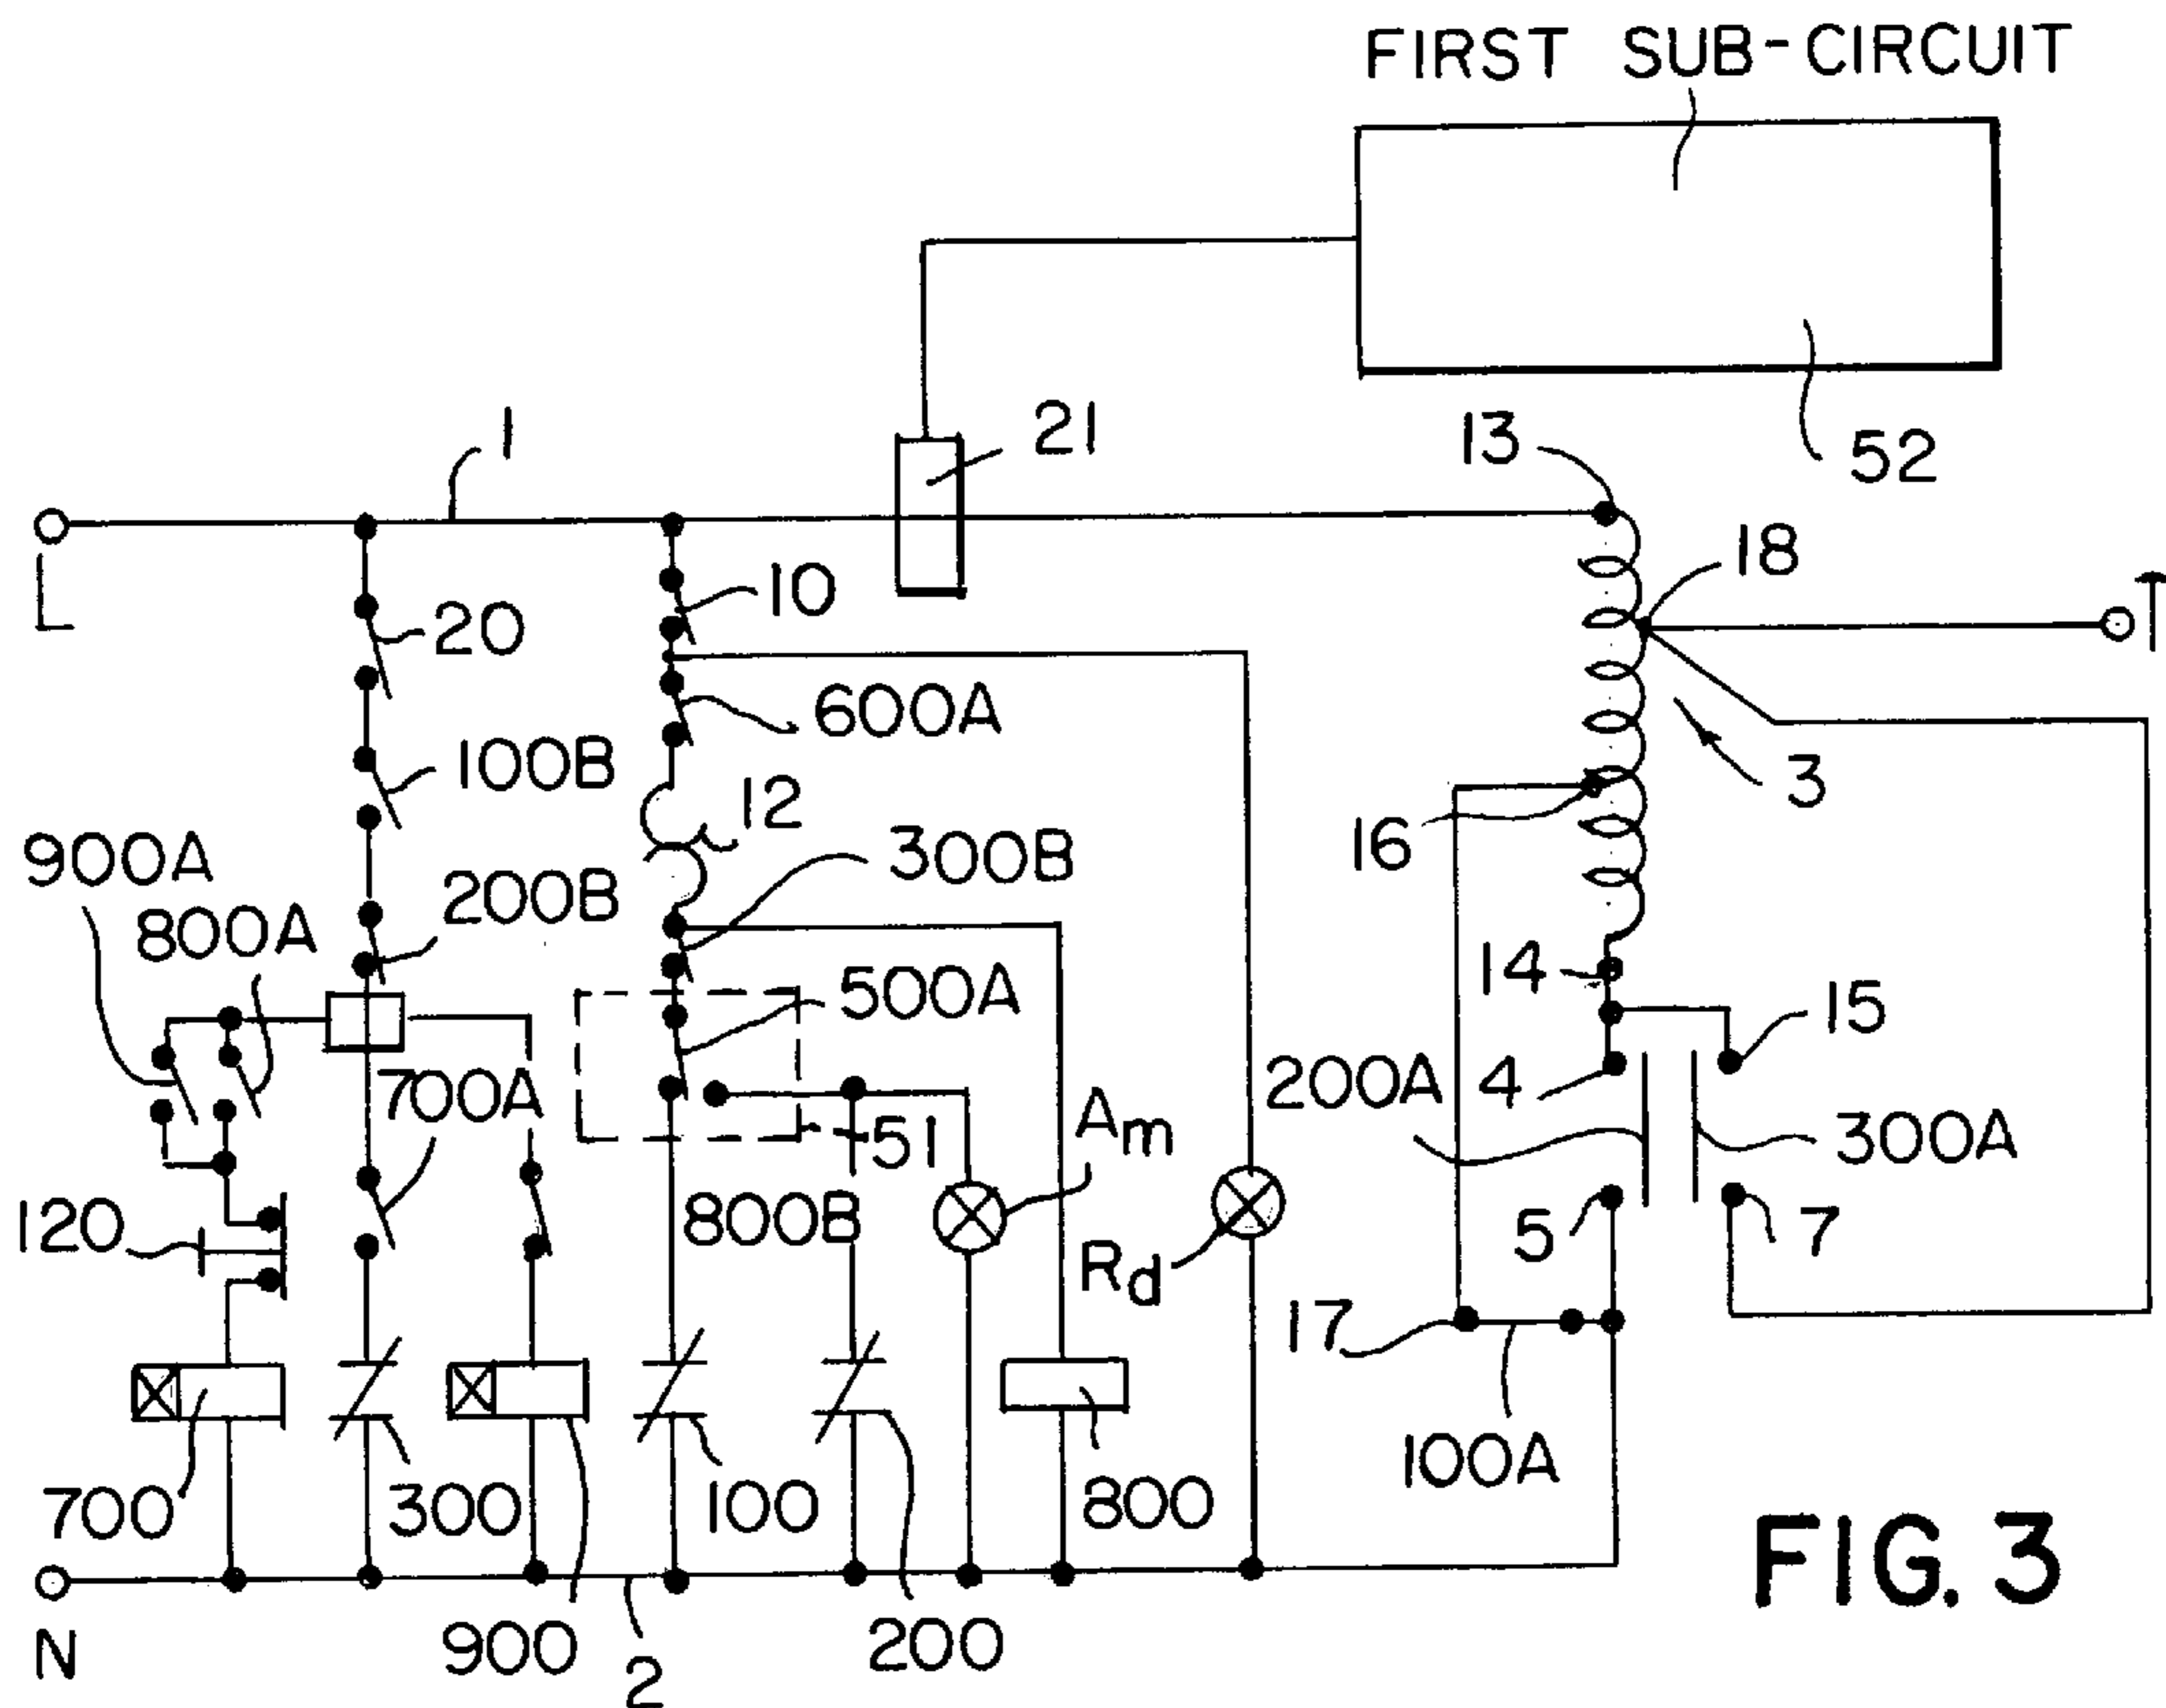 FIRST SUB-CIRCUIT
1
21
13
52
L
20
10
18
T
600A
100B
12
3
16
900A
300B
800A
200B
14
500A
15
700A
200A
4
51
Am
300A
120
800B
5
7
Rd
17
100A
700
300
100
800
FIG. 3
N
900
2
200